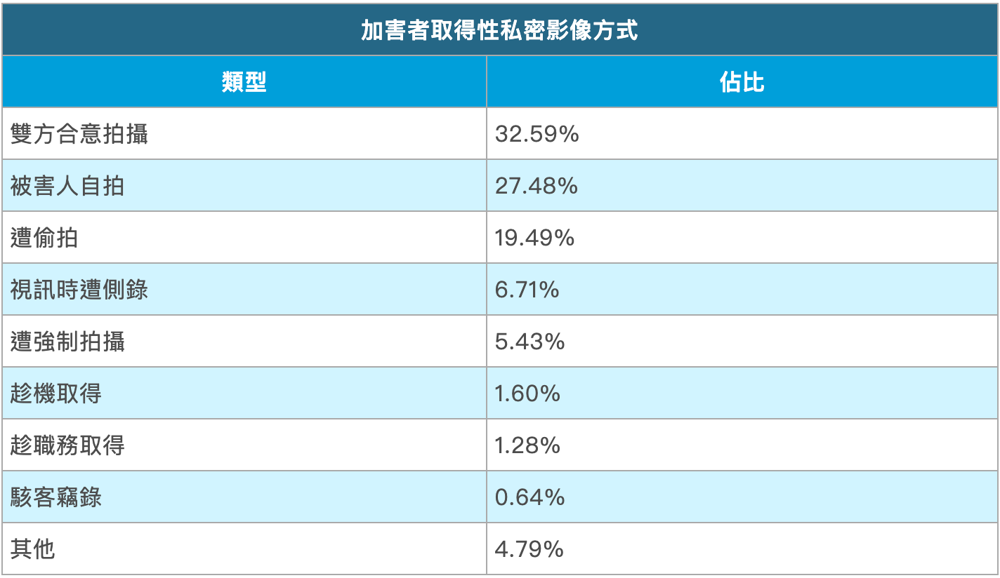 加害者取得性私密影像方式
類型 佔比
雙方合意拍攝 32.59%
被害人自拍 27.48%
遭偷拍 19.49%
視訊時遭側錄 6.71%
遭強制拍攝 5.43%
趁機取得 1.60%
趁職務取得 1.28%
駭客竊錄 0.64%
其他 4.79%